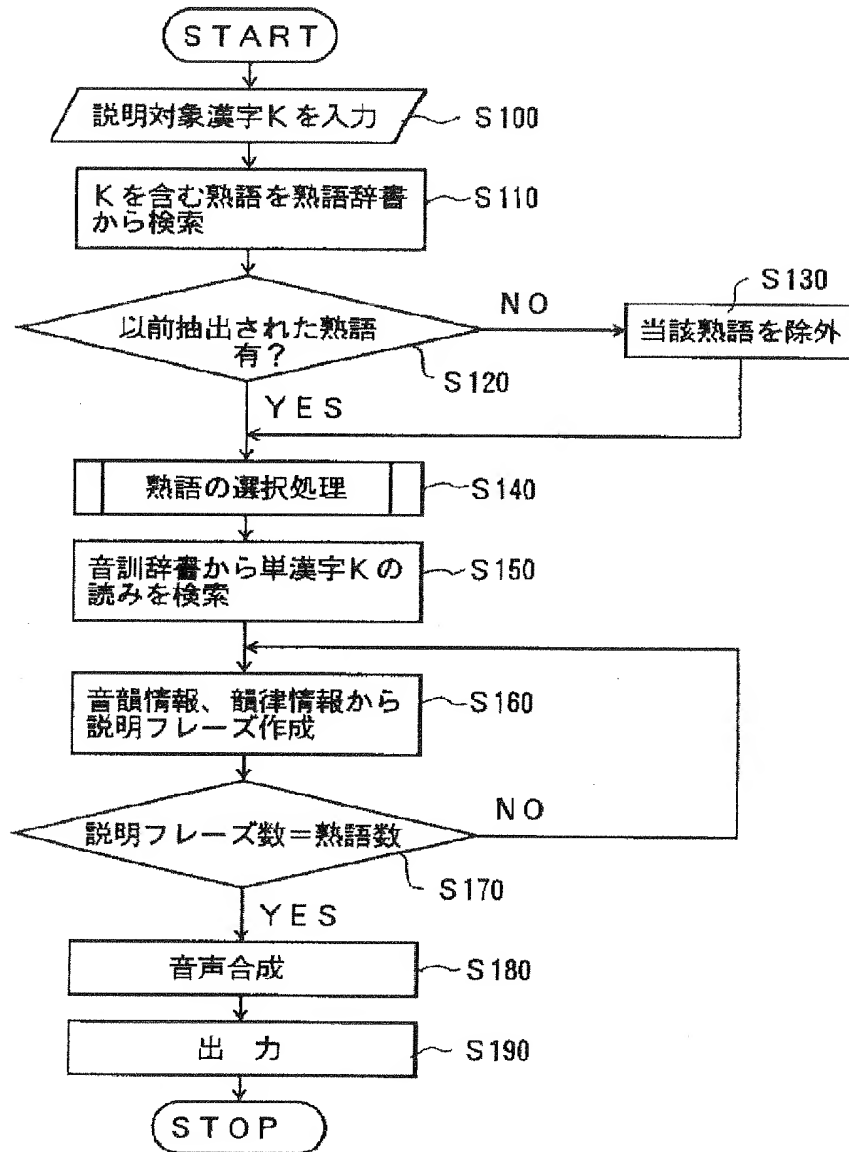 START
説明対象漢字Kを入力
S100
Kを含む熟語を熟語辞書
から検索
S110
以前抽出された熟語
有？
S120
NO
S130
当該熟語を除外
YES
熟語の選択処理
S140
音訓辞書から単漢字Kの
読みを検索
S150
音韻情報、韻律情報から
説明フレーズ作成
S160
説明フレーズ数＝熟語数
NO
S170
YES
音声合成
S180
出　力
S190
STOP